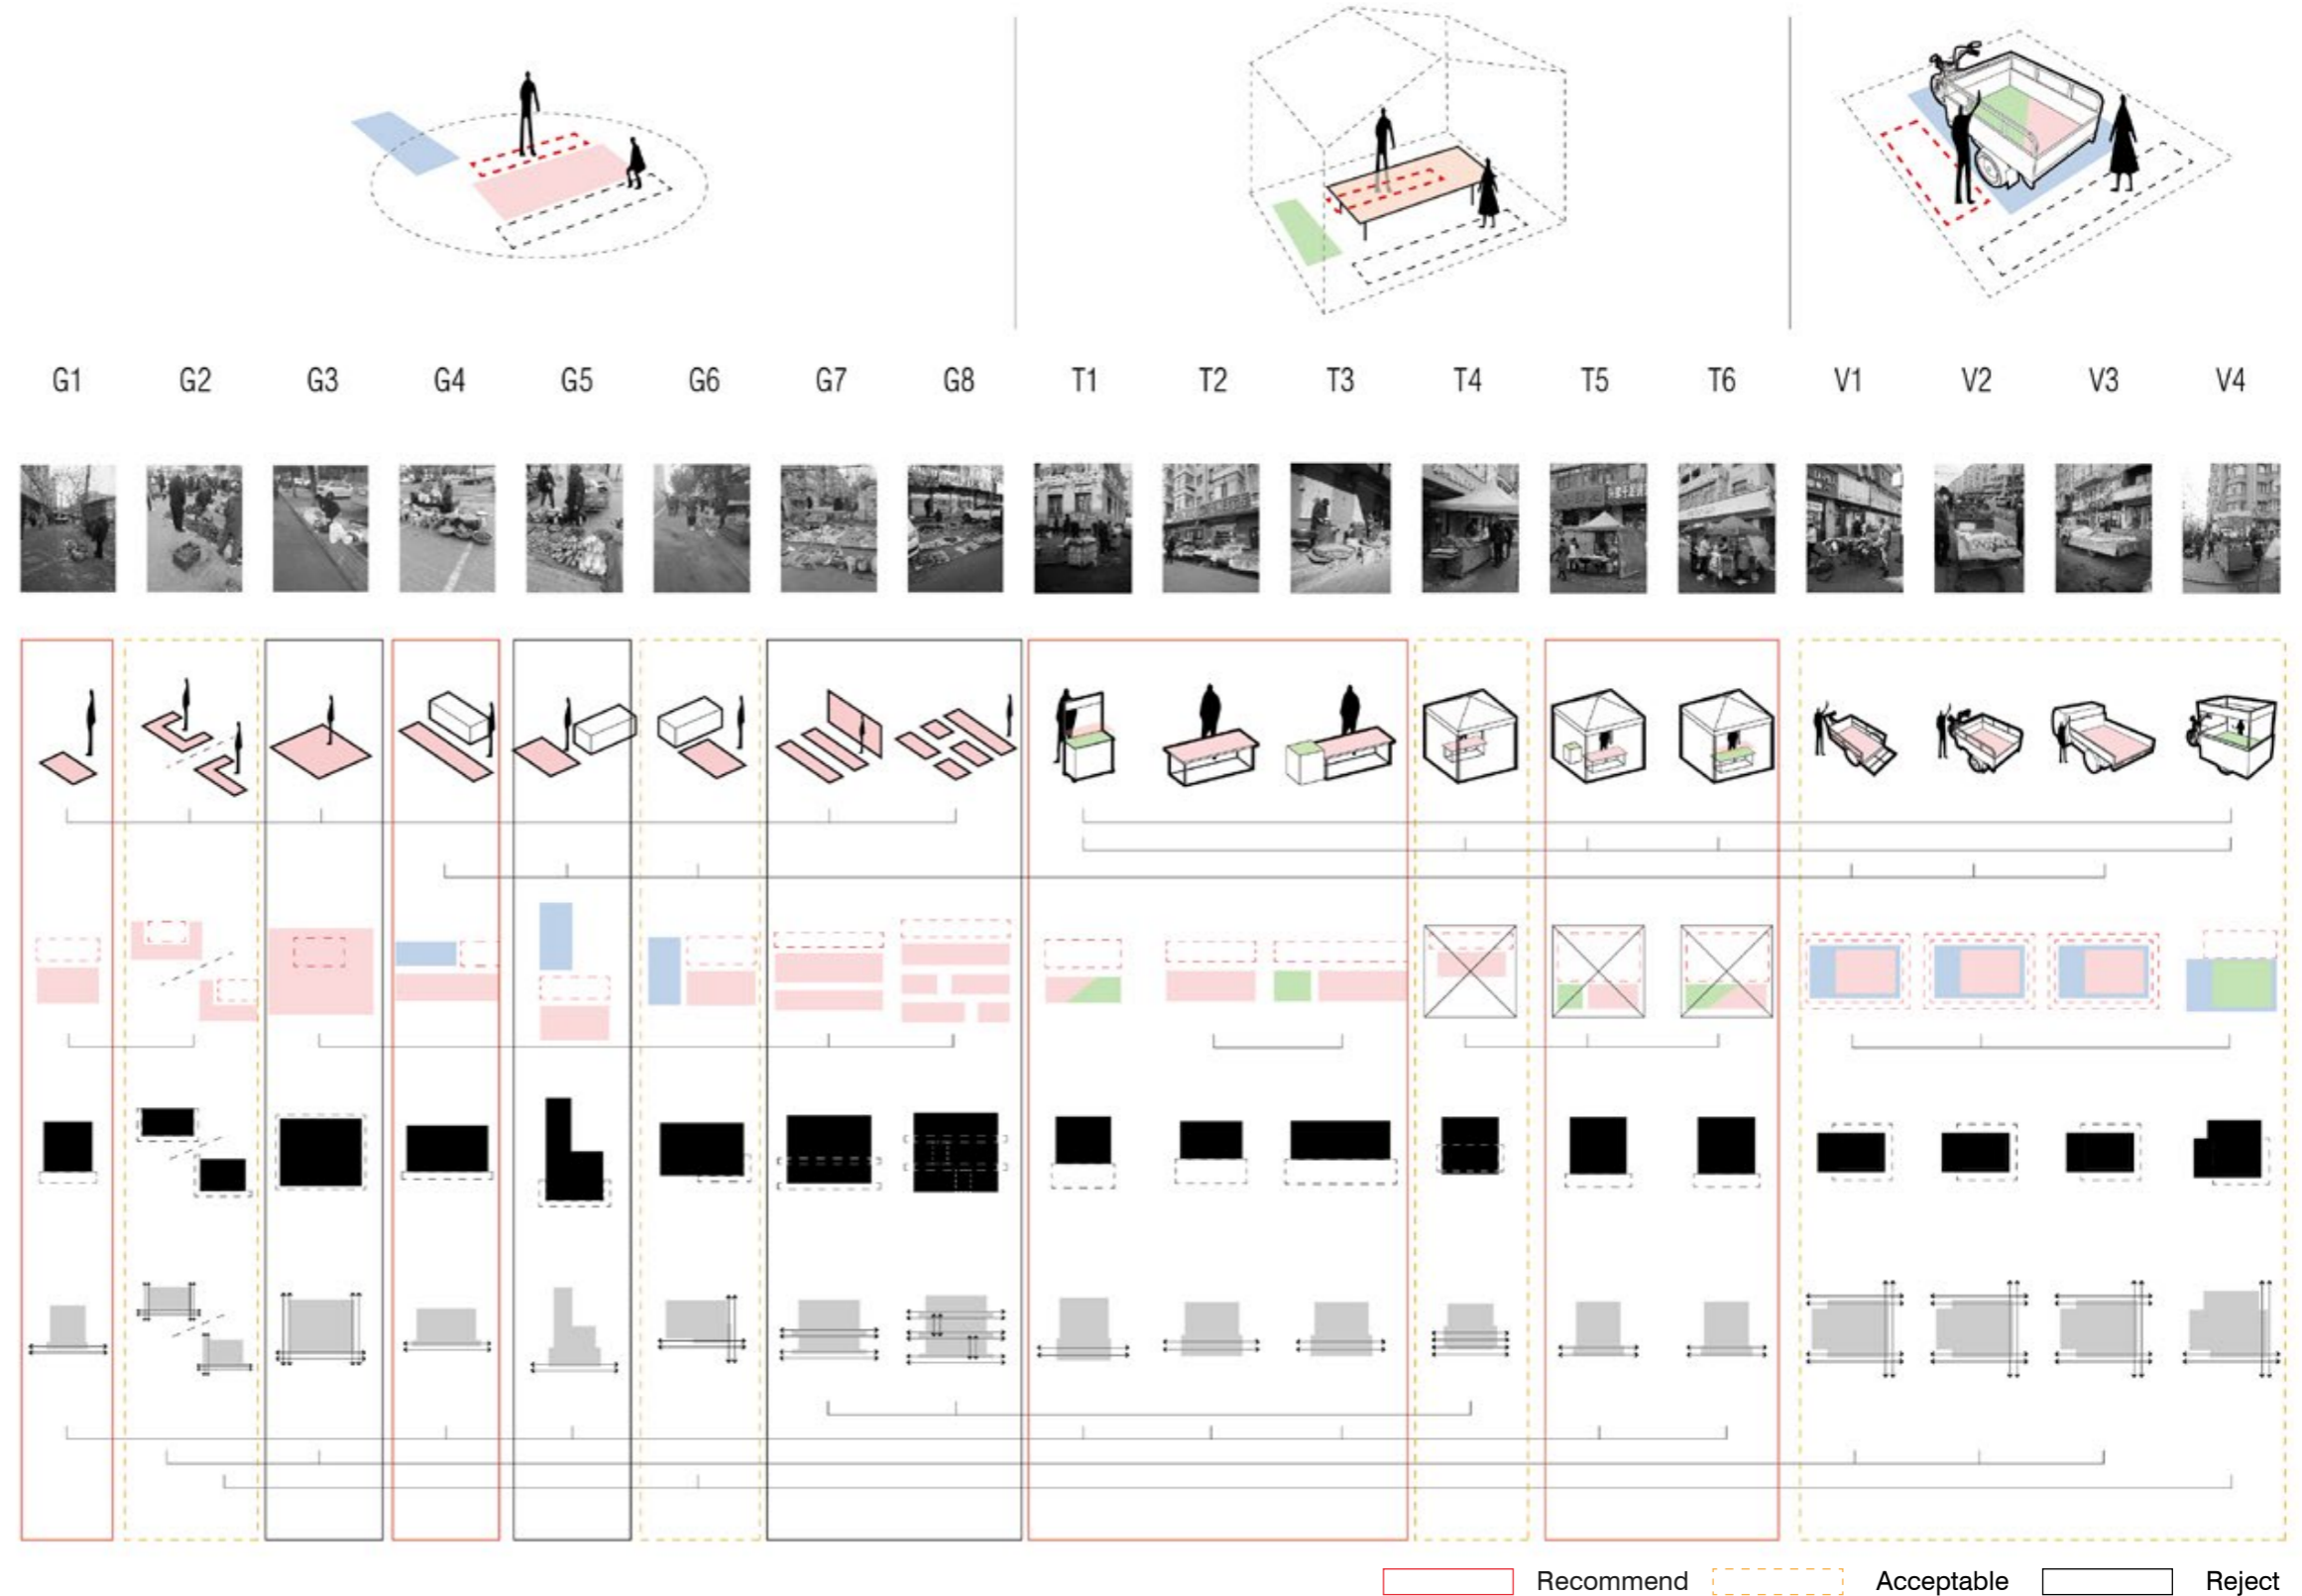 G1 G2 G3 G4 G5 G6 G7 G8 T1 T2 T3 T4 T5 T6 V1 V2 V3 V4
Recommend Acceptable Reject